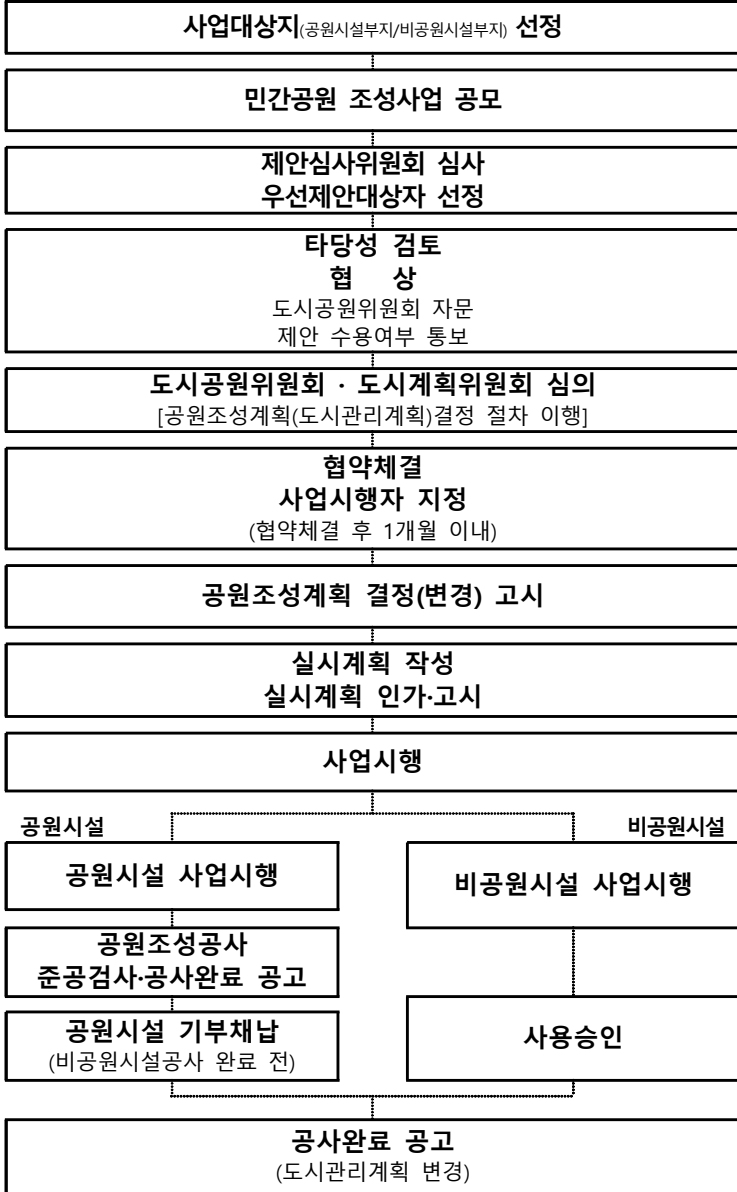 사업대상지(공원시설부지/비공원시설부지) 선정
민간공원 조성사업 공모
제안심사위원회 심사
우선제안대상자 선정
타당성 검토
협 상
도시공원위원회 자문
제안 수용여부 통보
도시공원위원회 · 도시계획위원회 심의
[공원조성계획(도시관리계획)결정 절차 이행]
협약체결
사업시행자 지정
(협약체결 후 1개월 이내)
공원조성계획 결정(변경) 고시
실시계획 작성
실시계획 인가·고시
사업시행
공원시설
비공원시설
공원시설 사업시행
비공원시설 사업시행
공원조성공사
준공검사·공사완료 공고
공원시설 기부채납
(비공원시설공사 완료 전)
사용승인
공사완료 공고
(도시관리계획 변경)